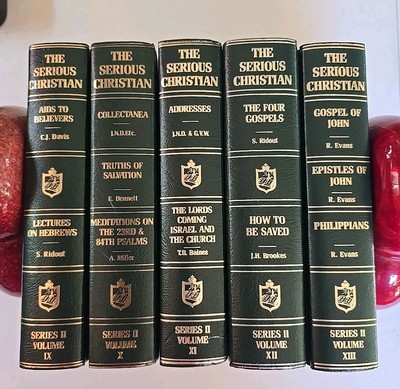 THE
SERIOUS
CHRISTIAN
AIDS TO
BELIEVERS
C.J. Davis
LECTURES
ON HEBREWS
S. Ridout
SERIES II
VOLUME
IX
THE
SERIOUS
CHRISTIAN
COLLECTANEA
J.N.D.Etc.
TRUTHS OF
SALVATION
E. Dennett
MEDITATIONS ON
THE 23RD &
84TH PSALMS
A. Miller
SERIES II
VOLUME
X
THE
SERIOUS
CHRISTIAN
ADDRESSES
J.N.D. & G.V.W.
THE LORDS
COMING
ISRAEL AND
THE CHURCH
T.B. Baines
SERIES II
VOLUME
XI
THE
SERIOUS
CHRISTIAN
THE FOUR
GOSPELS
S. Ridout
HOW TO
BE SAVED
J.H. Brookes
SERIES II
VOLUME
XII
THE
SERIOUS
CHRISTIAN
GOSPEL OF
JOHN
R. Evans
EPISTLES OF
JOHN
R. Evans
PHILIPPIANS
R. Evans
SERIES II
VOLUME
XIII